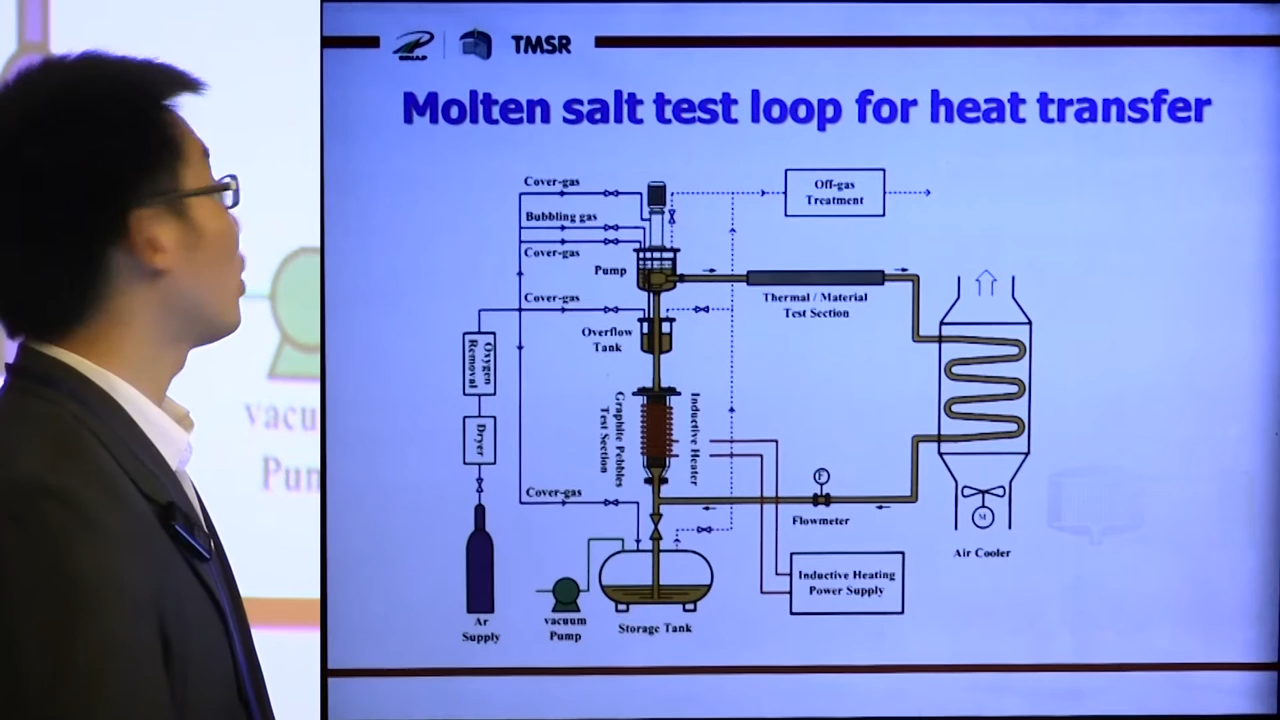 SINAP
TMSR
Molten salt test loop for heat transfer
Cover-gas
Off-gas
Treatment
Bubbling gas
Cover-gas
Pump
Thermal / Material
Test Section
Cover-gas
Overflow
Tank
Oxygen
Removal
Graphite Pebbles
Test Section
Inductive Heater
Dryer
Cover-gas
F
Flowmeter
M
Air Cooler
Inductive Heating
Power Supply
Ar
Supply
vacuum
Pump
Storage Tank
vacu
Pun